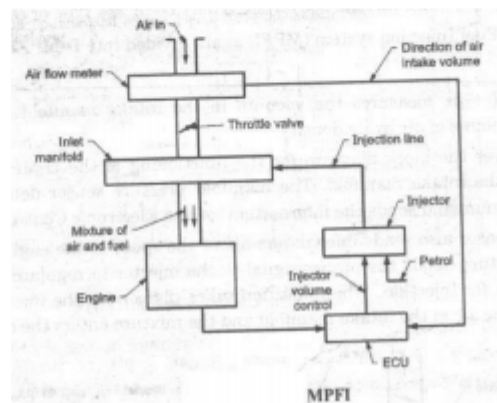 Air in
Air flow meter
Direction of air
intake volume
Throttle valve
Inlet
manifold
Injection line
Mixture
of air and fuel
Injector
Petrol
Injector
volume
control
Engine
ECU
MPFI